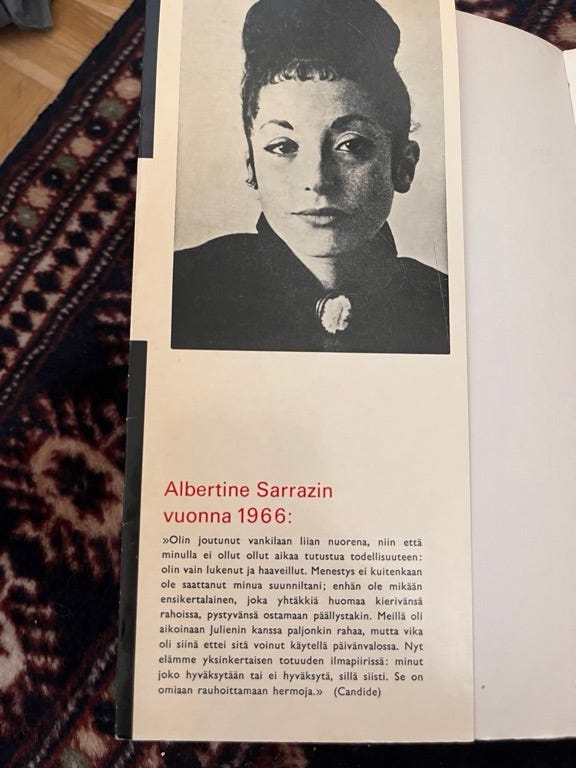 Albertine Sarrazin
vuonna 1966:
»Olin joutunut vankilaan liian nuorena, niin että
minulla ei ollut ollut aikaa tutustua todellisuuteen:
olin vain lukenut ja haaveillut. Menestys ei kuitenkaan
ole saattanut minua suunniltani; enhän ole mikään
ensikertalainen, joka yhtäkkiä huomaa kierivänsä
rahoissa, pystyvänsä ostamaan päällystakin. Meillä oli
aikoinaan Julienin kanssa paljonkin rahaa, mutta vika
oli siinä ettei sitä voinut käytellä päivänvalossa. Nyt
elämme yksinkertaisen totuuden ilmapiirissä: minut
joko hyväksytään tai ei hyväksytä, sillä siisti. Se on
omiaan rauhoittamaan hermoja.» (Candide)